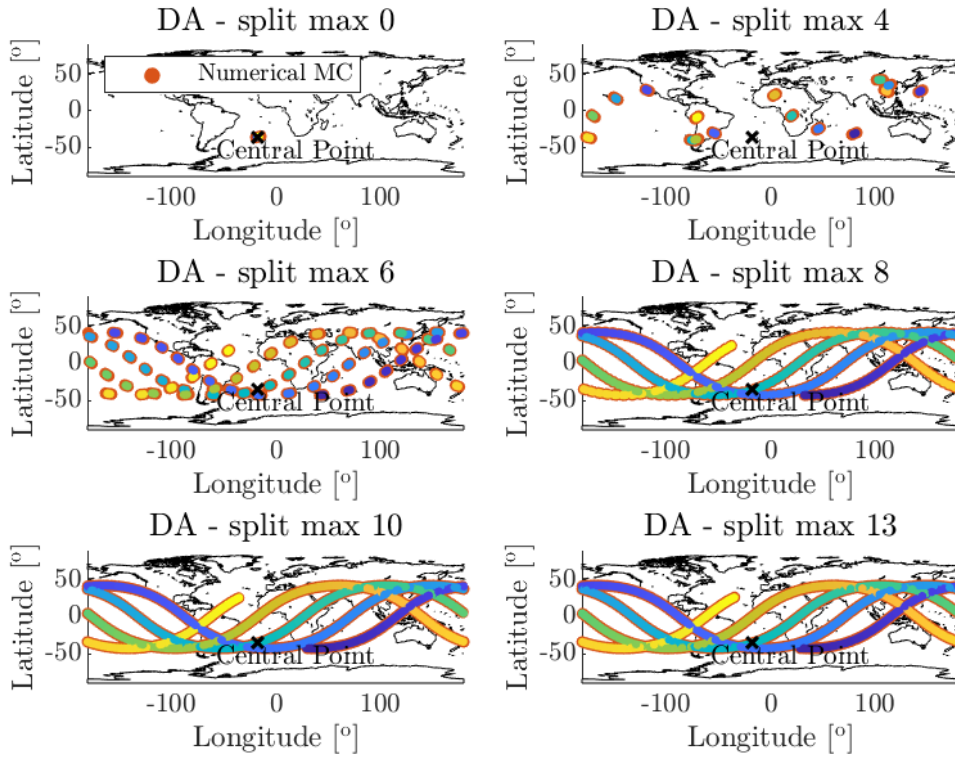 DA - split max 0
Numerical MC
Central Point
50
0
-50
Latitude [°]
-100
0
100
Longitude [°]
DA - split max 4
Central Point
50
0
-50
Latitude [°]
-100
0
100
Longitude [°]
DA - split max 6
Central Point
50
0
-50
Latitude [°]
-100
0
100
Longitude [°]
DA - split max 8
Central Point
50
0
-50
Latitude [°]
-100
0
100
Longitude [°]
DA - split max 10
Central Point
50
0
-50
Latitude [°]
-100
0
100
Longitude [°]
DA - split max 13
Central Point
50
0
-50
Latitude [°]
-100
0
100
Longitude [°]